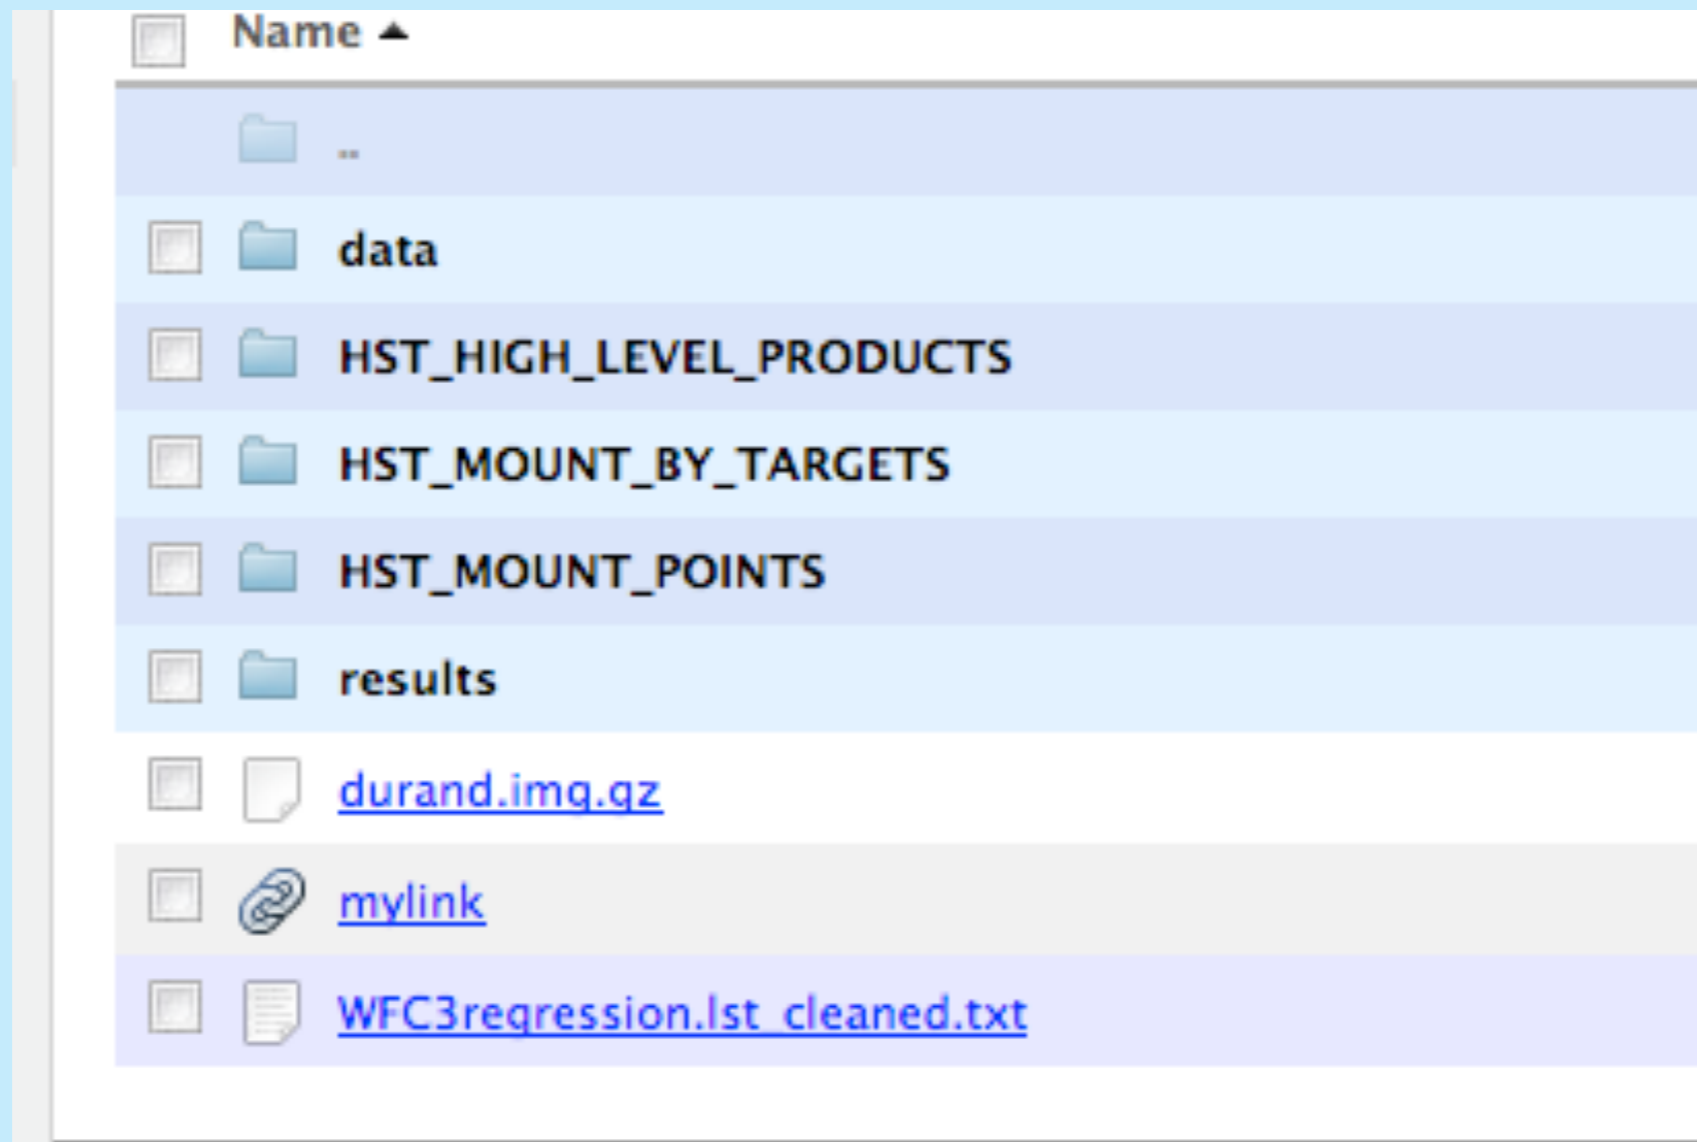 Name ▲
..
data
HST_HIGH_LEVEL_PRODUCTS
HST_MOUNT_BY_TARGETS
HST_MOUNT_POINTS
results
durand.img.gz
mylink
WFC3regression.lst_cleaned.txt